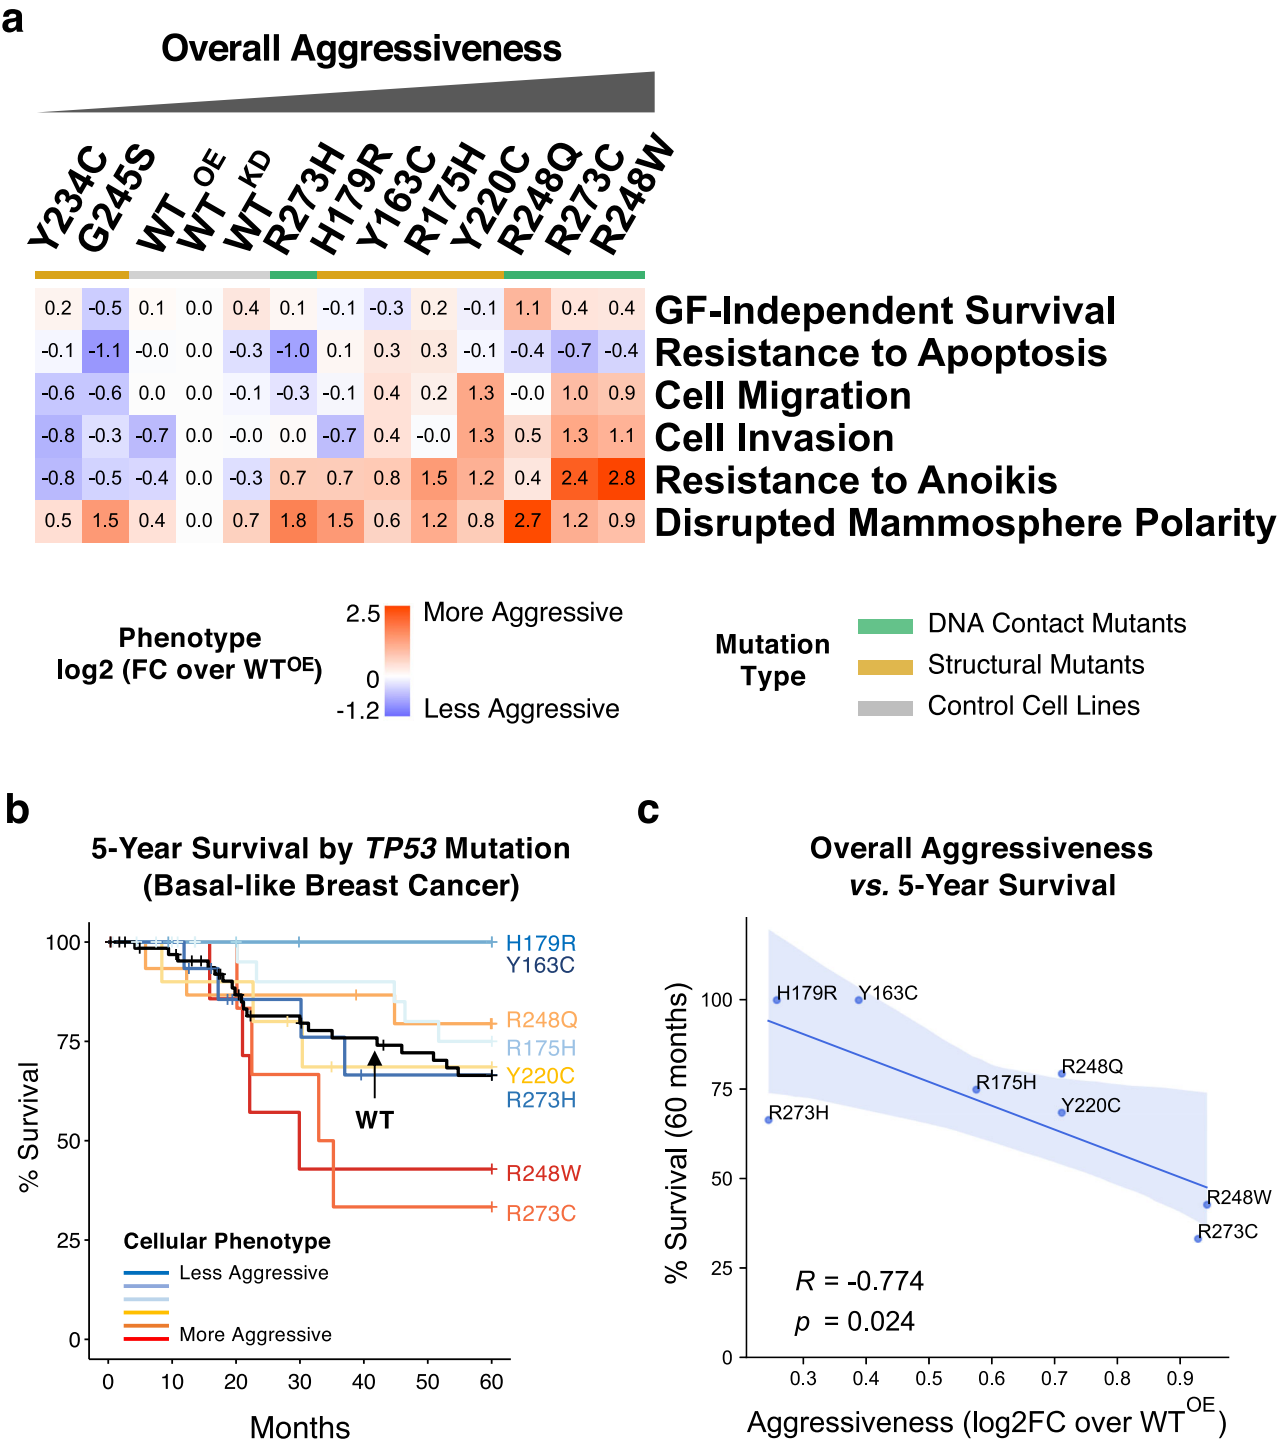 a
Overall Aggressiveness
Y234C G245S WT WT^OE WT^KD R273H H179R Y163C R175H Y220C R248Q R273C R248W
0.2 -0.5 0.1 0.0 0.4 0.1 -0.1 -0.3 0.2 -0.1 1.1 0.4 0.4 GF-Independent Survival
-0.1 -1.1 -0.0 0.0 -0.3 -1.0 0.1 0.3 0.3 -0.1 -0.4 -0.7 -0.4 Resistance to Apoptosis
-0.6 -0.6 0.0 0.0 -0.1 -0.3 -0.1 0.4 0.2 1.3 -0.0 1.0 0.9 Cell Migration
-0.8 -0.3 -0.7 0.0 -0.0 0.0 -0.7 0.4 -0.0 1.3 0.5 1.3 1.1 Cell Invasion
-0.8 -0.5 -0.4 0.0 -0.3 0.7 0.7 0.8 1.5 1.2 0.4 2.4 2.8 Resistance to Anoikis
0.5 1.5 0.4 0.0 0.7 1.8 1.5 0.6 1.2 0.8 2.7 1.2 0.9 Disrupted Mammosphere Polarity
Phenotype
log2 (FC over WT^OE)
2.5 More Aggressive
0
-1.2 Less Aggressive
Mutation
Type
DNA Contact Mutants
Structural Mutants
Control Cell Lines
b
5-Year Survival by TP53 Mutation
(Basal-like Breast Cancer)
% Survival
100
75
50
25
0
H179R
Y163C
R248Q
R175H
Y220C
R273H
WT
R248W
R273C
Cellular Phenotype
Less Aggressive
More Aggressive
0 10 20 30 40 50 60
Months
c
Overall Aggressiveness
vs. 5-Year Survival
% Survival (60 months)
100
75
50
25
0
H179R Y163C
R248Q
R175H
Y220C
R273H
R248W
R273C
R = -0.774
p = 0.024
0.3 0.4 0.5 0.6 0.7 0.8 0.9
Aggressiveness (log2FC over WT^OE)